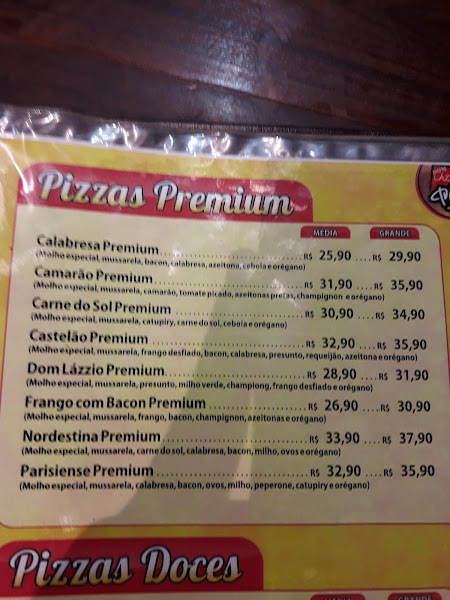 Pizzas Premium
MÉDIA GRANDE
Calabresa Premium R$ 25,90 .... R$ 29,90
(Molho especial, mussarela, bacon, calabresa, azeitona, cebola e orégano)
Camarão Premium R$ 31,90 .... R$ 35,90
(Molho especial, mussarela, camarão, tomate picado, azeitonas pretas, champignon e orégano)
Carne do Sol Premium R$ 30,90 .... R$ 34,90
(Molho especial, mussarela, catupiry, carne do sol, cebola e orégano)
Castelão Premium R$ 32,90 .... R$ 35,90
(Molho especial, mussarela, frango desfiado, bacon, calabresa, presunto, requeijão, azeitona e orégano)
Dom Lázzio Premium R$ 28,90 .... R$ 31,90
(Molho especial, mussarela, presunto, milho verde, championg, frango desfiado e orégano)
Frango com Bacon Premium R$ 26,90 .... R$ 30,90
(Molho especial, mussarela, frango, bacon, champignon, azeitonas e orégano)
Nordestina Premium R$ 33,90 .... R$ 37,90
(Molho especial, mussarela, carne do sol, calabresa, bacon, milho, ovos e orégano)
Parisiense Premium R$ 32,90 .... R$ 35,90
(Molho especial, mussarela, calabresa, bacon, ovos, milho, peperone, catupiry e orégano)
Pizzas Doces
MÉDIA GRANDE